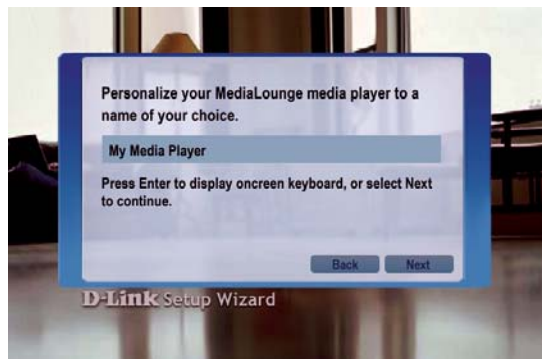 Personalize your MediaLounge media player to a
name of your choice.
My Media Player
Press Enter to display oncreen keyboard, or select Next
to continue.
Back Next
D-Link Setup Wizard